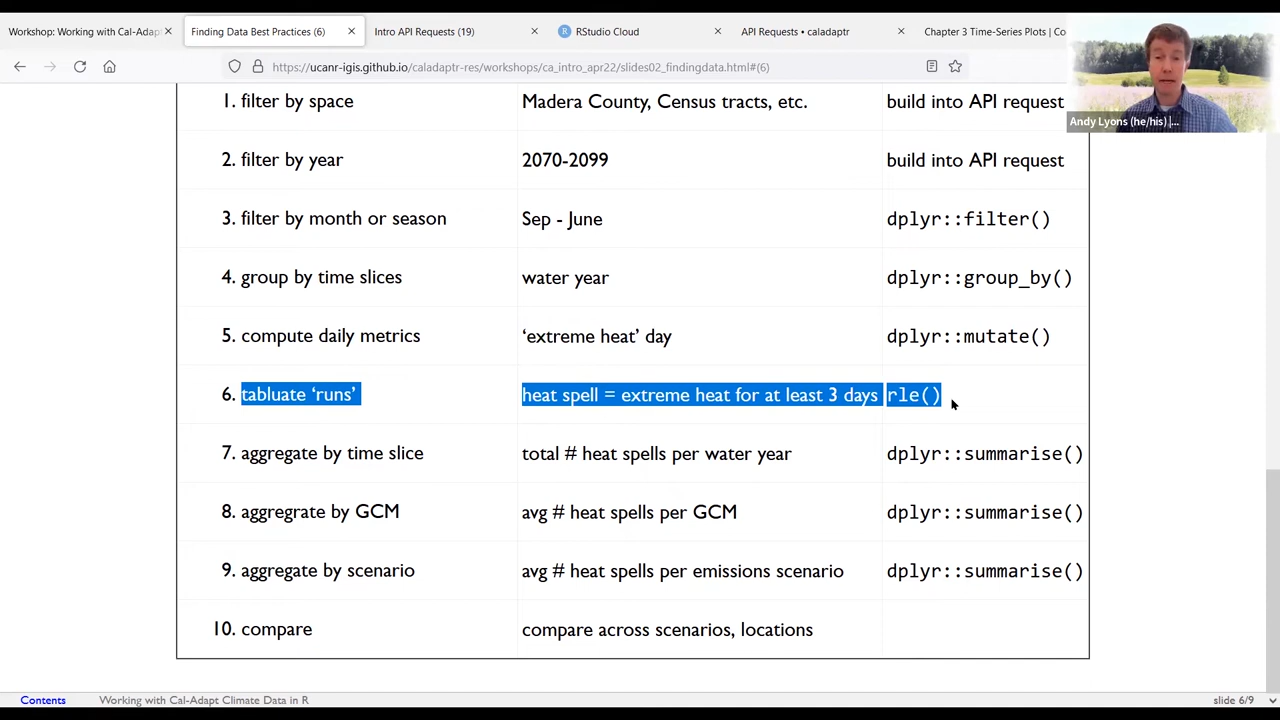 Workshop: Working with Cal-Adapt
Finding Data Best Practices (6)
Intro API Requests (19)
RStudio Cloud
API Requests • caladaptr
Chapter 3 Time-Series Plots | Co
https://ucanr-igis.github.io/caladapt-res/workshops/ca_intro_apr22/slides02_findingdata.html#(6)
Andy Lyons (he/his) |...
1. filter by space Madera County, Census tracts, etc. build into API request
2. filter by year 2070-2099 build into API request
3. filter by month or season Sep - June dplyr::filter()
4. group by time slices water year dplyr::group_by()
5. compute daily metrics ‘extreme heat’ day dplyr::mutate()
6. tabluate ‘runs’ heat spell = extreme heat for at least 3 days rle()
7. aggregate by time slice total # heat spells per water year dplyr::summarise()
8. aggregrate by GCM avg # heat spells per GCM dplyr::summarise()
9. aggregate by scenario avg # heat spells per emissions scenario dplyr::summarise()
10. compare compare across scenarios, locations
Contents Working with Cal-Adapt Climate Data in R slide 6/9